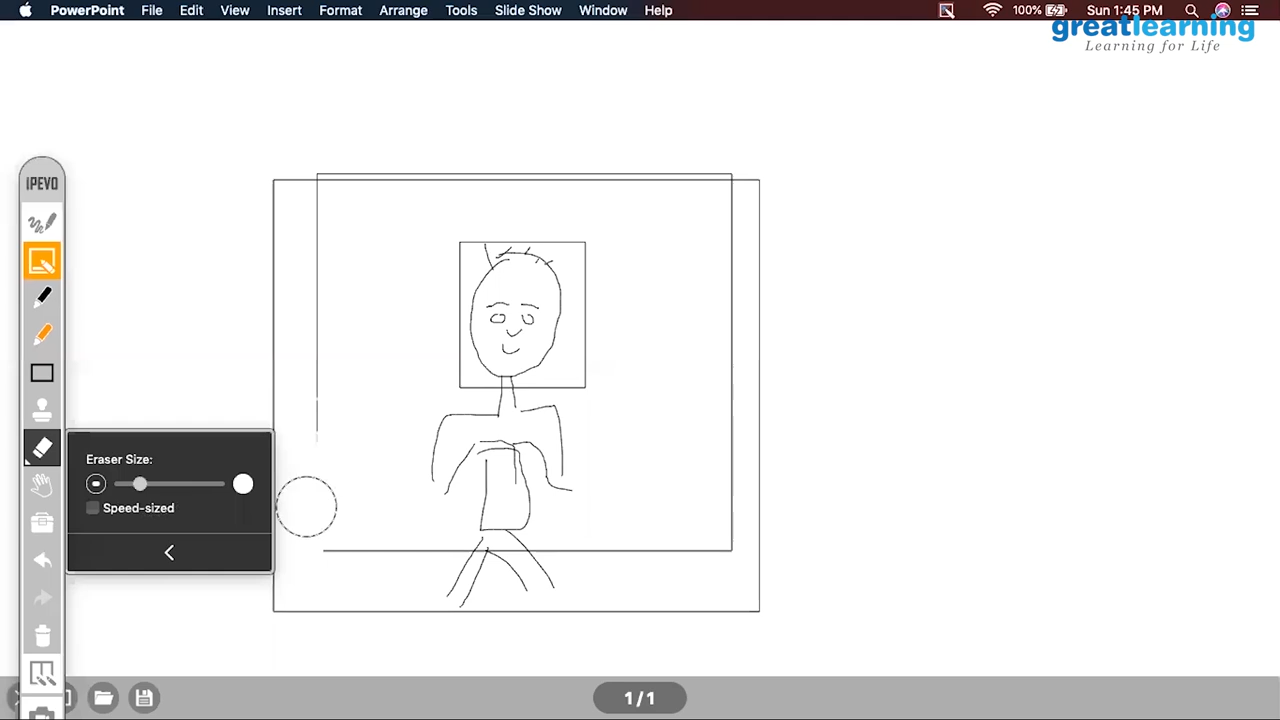 PowerPoint File Edit View Insert Format Arrange Tools Slide Show Window Help 100% Sun 1:45 PM
greatlearning
Learning for Life
IPEVO
Eraser Size:
Speed-sized
1/1